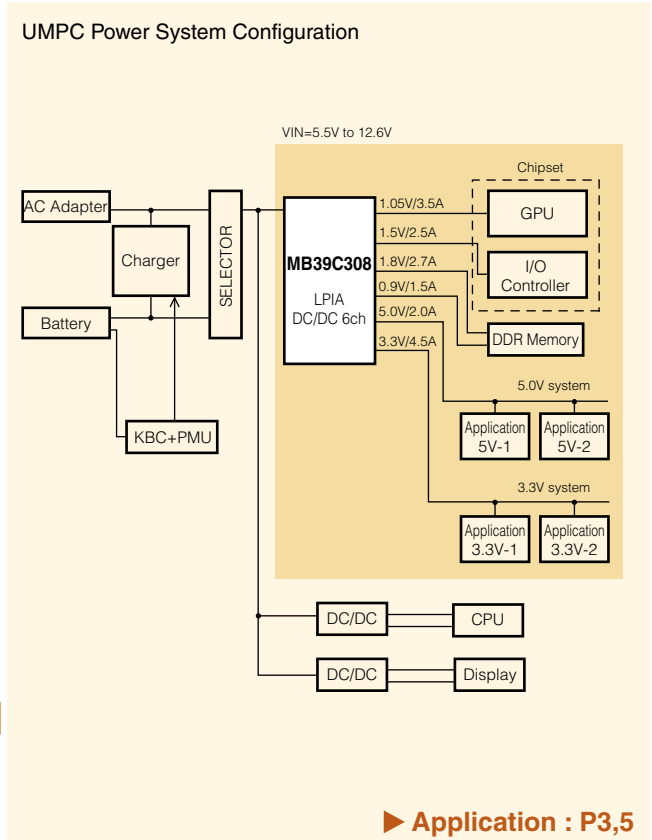 UMPC Power System Configuration
VIN=5.5V to 12.6V
AC Adapter
Charger
Battery
KBC+PMU
SELECTOR
MB39C308
LPIA
DC/DC 6ch
1.05V/3.5A
1.5V/2.5A
1.8V/2.7A
0.9V/1.5A
5.0V/2.0A
3.3V/4.5A
Chipset
GPU
I/O
Controller
DDR Memory
5.0V system
Application
5V-1
Application
5V-2
3.3V system
Application
3.3V-1
Application
3.3V-2
DC/DC
CPU
DC/DC
Display
▶ Application : P3,5